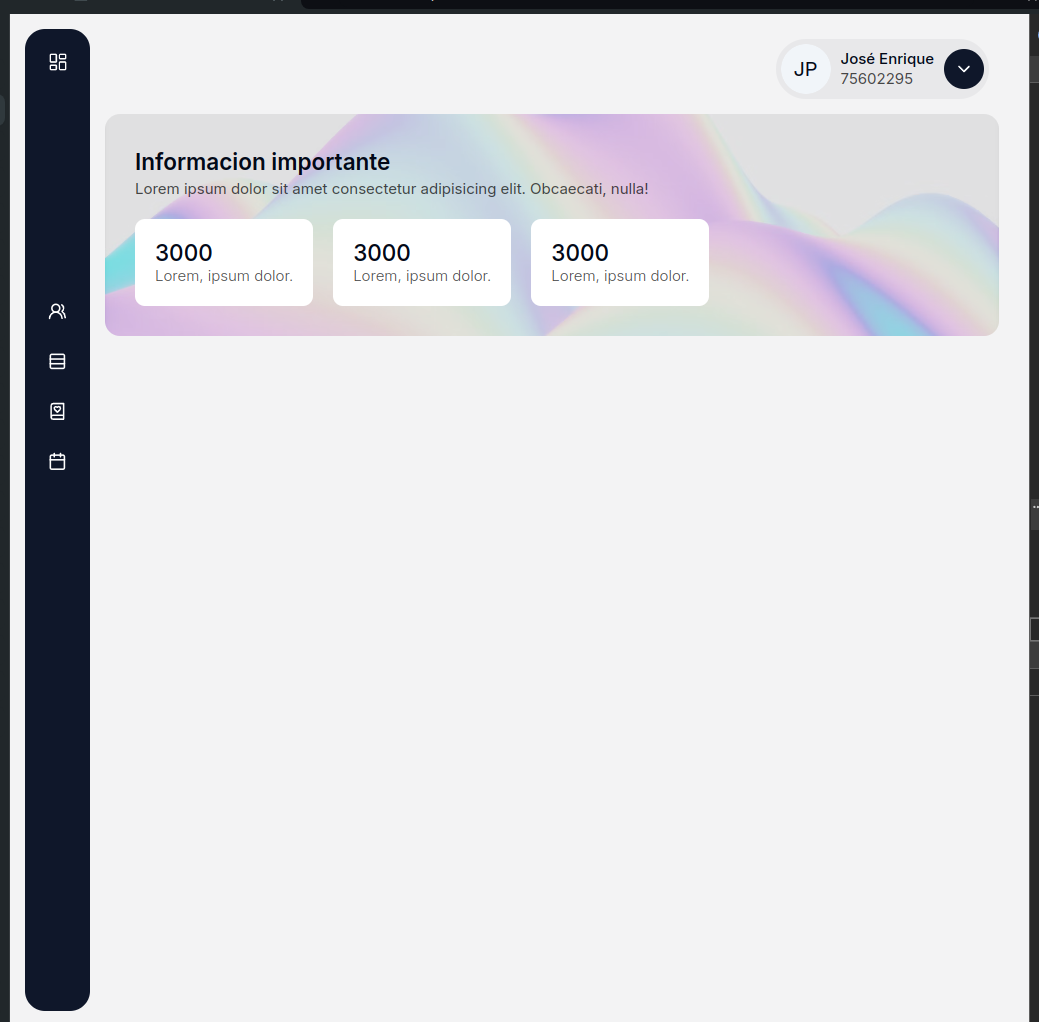 JP
José Enrique
75602295
Informacion importante
Lorem ipsum dolor sit amet consectetur adipisicing elit. Obcaecati, nulla!
3000
Lorem, ipsum dolor.
3000
Lorem, ipsum dolor.
3000
Lorem, ipsum dolor.